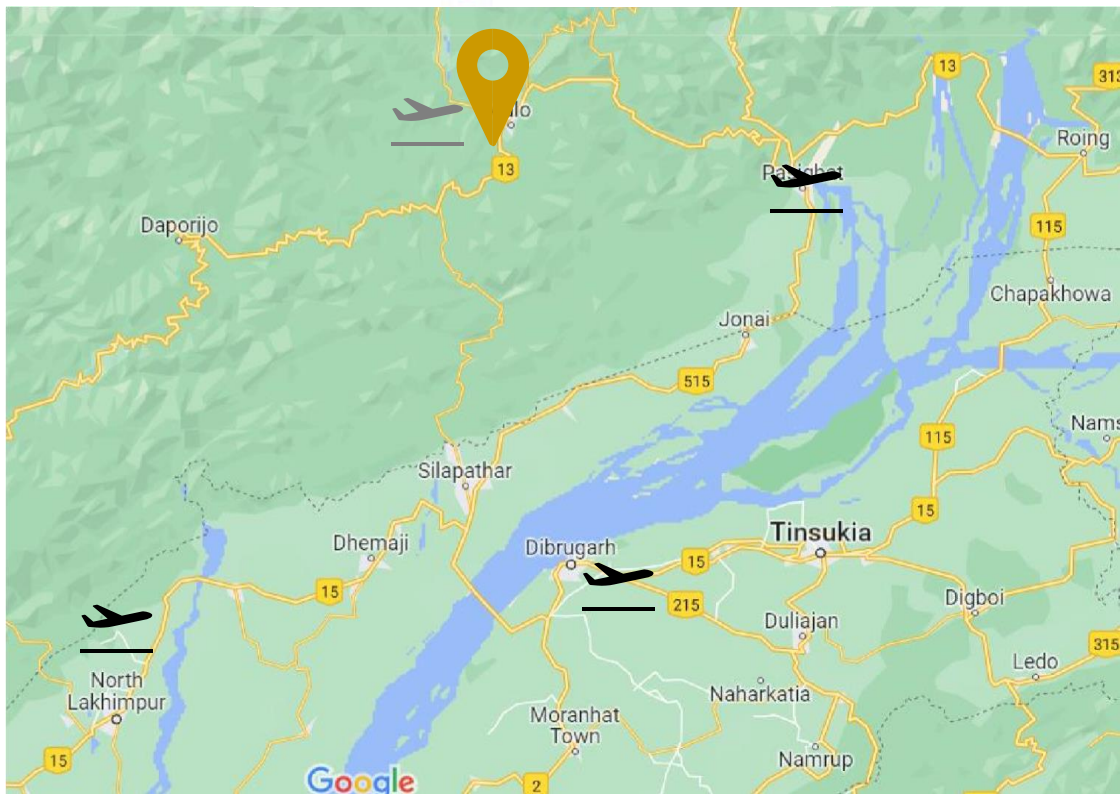 13
313
Roing
13
Daporijo
115
Chapakhowa
Jonai
515
Nams
115
Silapathar
15
Tinsukia
Dhemaji
Dibrugarh
15
15
215
Digboi
Duliajan
315
Ledo
North
Lakhimpur
Naharkatia
Moranhat
Town
15
Namrup
Google
2